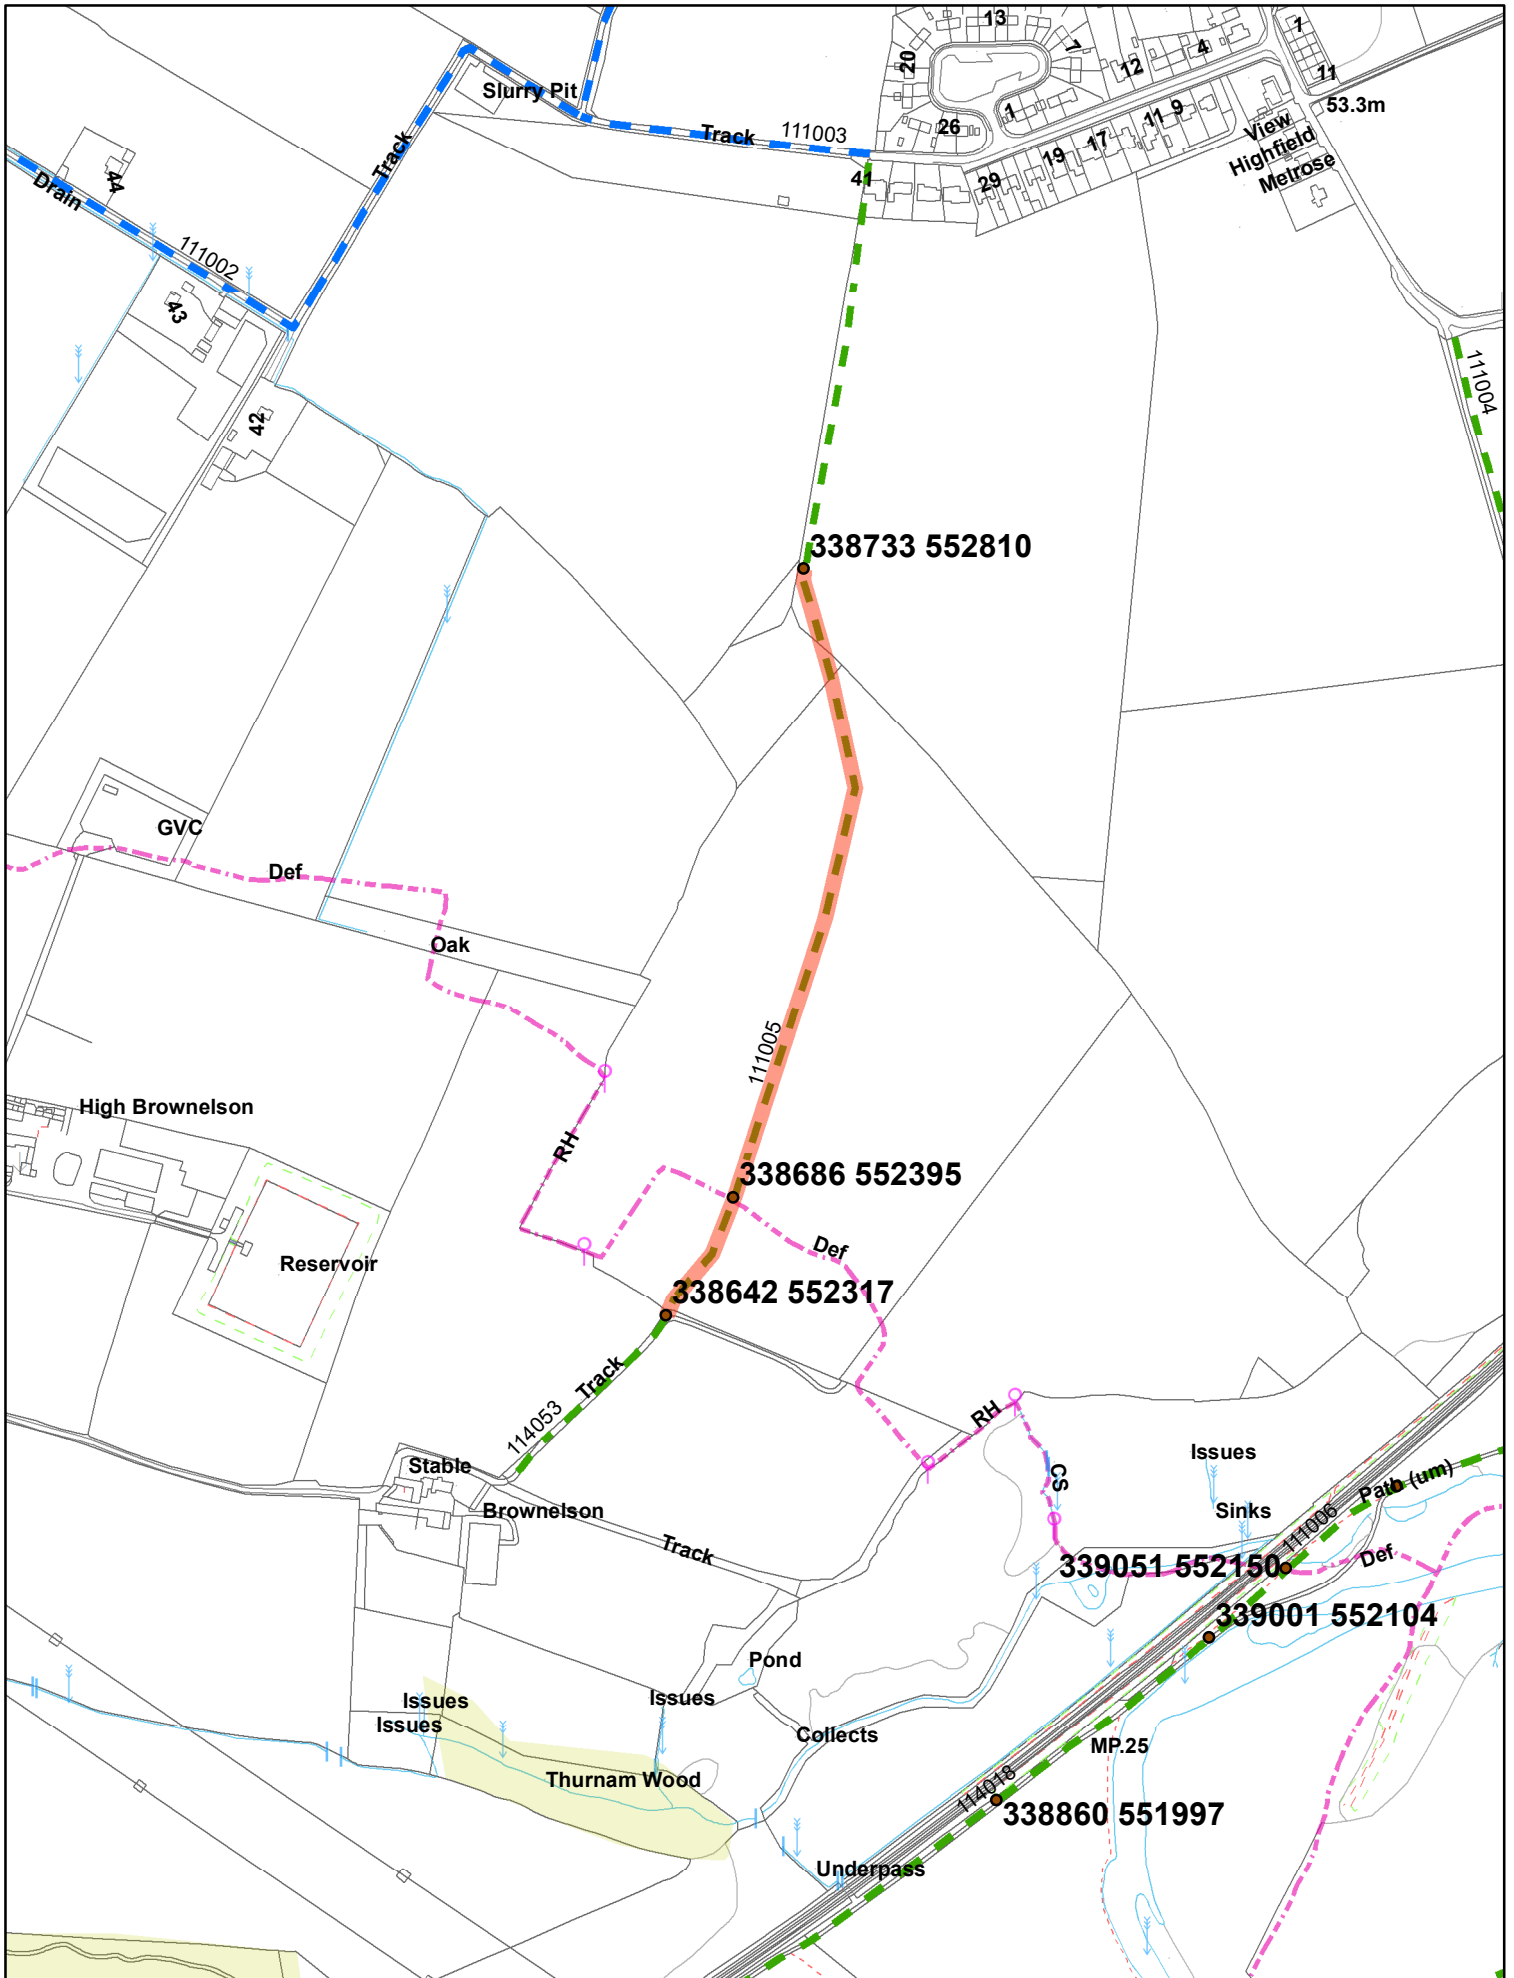 13
7
20
12
4
1
11
53.3m
Slurry Pit
Track
111003
26
1
19
17
11
9
View
Highfield
Metrose
Track
44
Drain
41
29
111002
43
42
111004
338733 552810
GVC
Def
Oak
111005
High Brownelson
RH
338686 552395
Def
Reservoir
338642 552317
Track
114053
RH
Stable
Brownelson
Track
CS
Issues
Sinks
Path (um)
111006
Def
339051 552150
339001 552104
Pond
Issues
Issues
Issues
Collects
MP.25
Thurnam Wood
114018
338860 551997
Underpass